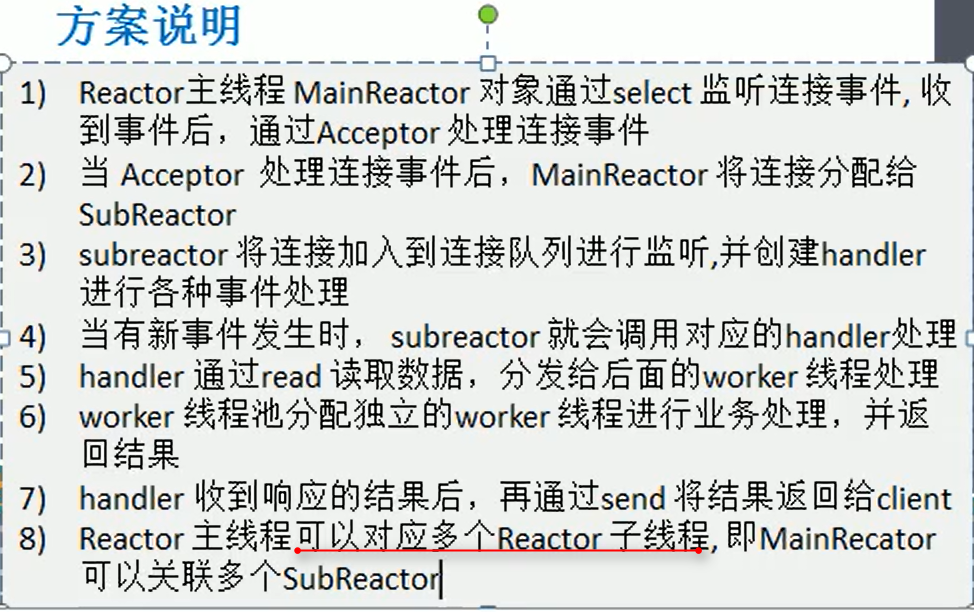 方案说明
1) Reactor主线程 MainReactor 对象通过select 监听连接事件, 收
到事件后，通过Acceptor 处理连接事件
2) 当 Acceptor 处理连接事件后，MainReactor 将连接分配给
SubReactor
3) subreactor 将连接加入到连接队列进行监听,并创建handler
进行各种事件处理
4) 当有新事件发生时， subreactor 就会调用对应的handler处理
5) handler 通过read 读取数据，分发给后面的worker 线程处理
6) worker 线程池分配独立的worker 线程进行业务处理，并返
回结果
7) handler 收到响应的结果后，再通过send 将结果返回给client
8) Reactor 主线程可以对应多个Reactor 子线程, 即MainRecator
可以关联多个SubReactor